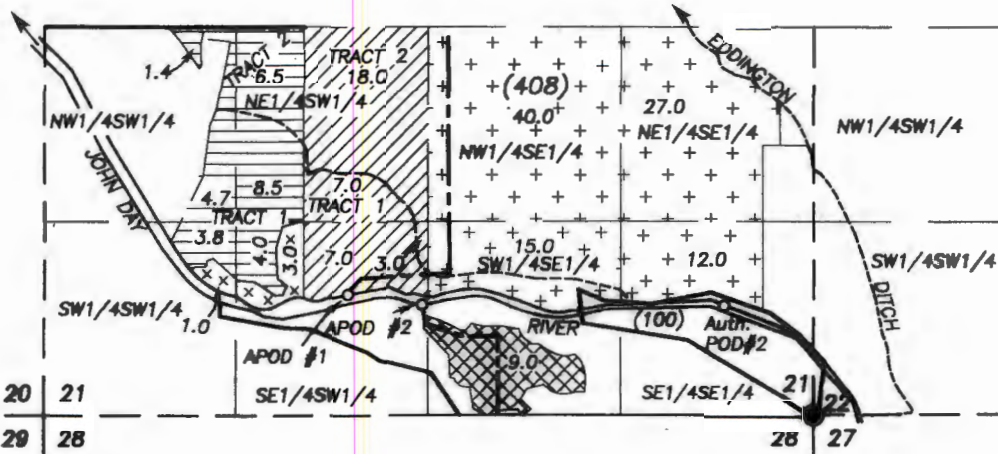 TRACT 2
TRACT 2
EDDINGTON
1.4
6.5
18.0
(408)
40.0
27.0
NE1/4SW1/4
NW1/4SW1/4
NW1/4SE1/4
NE1/4SE1/4
NW1/4SW1/4
JOHN DAY
4.7
8.5
7.0
TRACT 1
TRACT 1
3.8
4.0
3.0×
7.0
3.0
15.0
SW1/4SE1/4
12.0
SW1/4SW1/4
DITCH
SW1/4SW1/4
1.0
APOD #2
RIVER
(100)
Auth.
POD#2
APOD #1
9.0
SE1/4SW1/4
SE1/4SE1/4
20 21
21
22
29 28
28 27